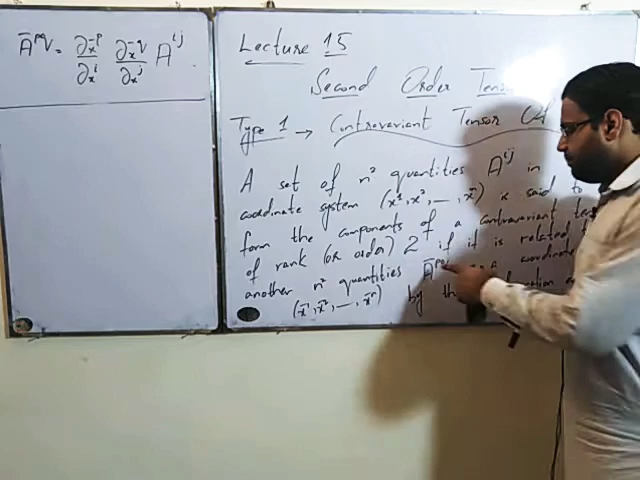 Ā^{pq} = ∂x̄^p/∂x^i ∂x̄^q/∂x^j A^{ij}.
Lecture 15
Second Order
Type 1 → Contravariant Tensor Of
A set of n² quantities A^{ij} in
coordinate system (x¹, x², —, xⁿ) is said to
form the components of a contravariant
of rank (or order) 2 if it is related
another n² quantities Ā^{pq} coordinate
(x̄¹, x̄², —, x̄ⁿ) by